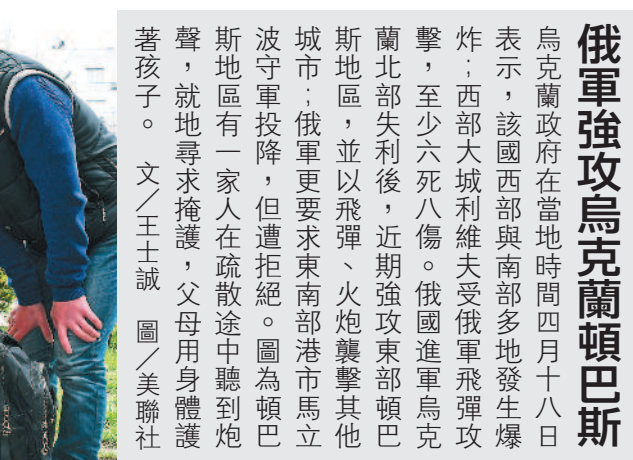 俄軍強攻烏克蘭頓巴斯
烏克蘭政府在當地時間四月十八日
表示，該國西部與南部多地發生爆
炸；西部大城利維夫受俄軍飛彈攻
擊，至少六死八傷。俄國進軍烏克
蘭北部失利後，近期強攻東部頓巴
斯地區，並以飛彈、火炮襲擊其他
城市；俄軍更要求東南部港市馬立
波守軍投降，但遭拒絕。圖為頓巴
斯地區有一家人在疏散途中聽到炮
聲，就地尋求掩護，父母用身體護
著孩子。　文／王士誠　圖／美聯社